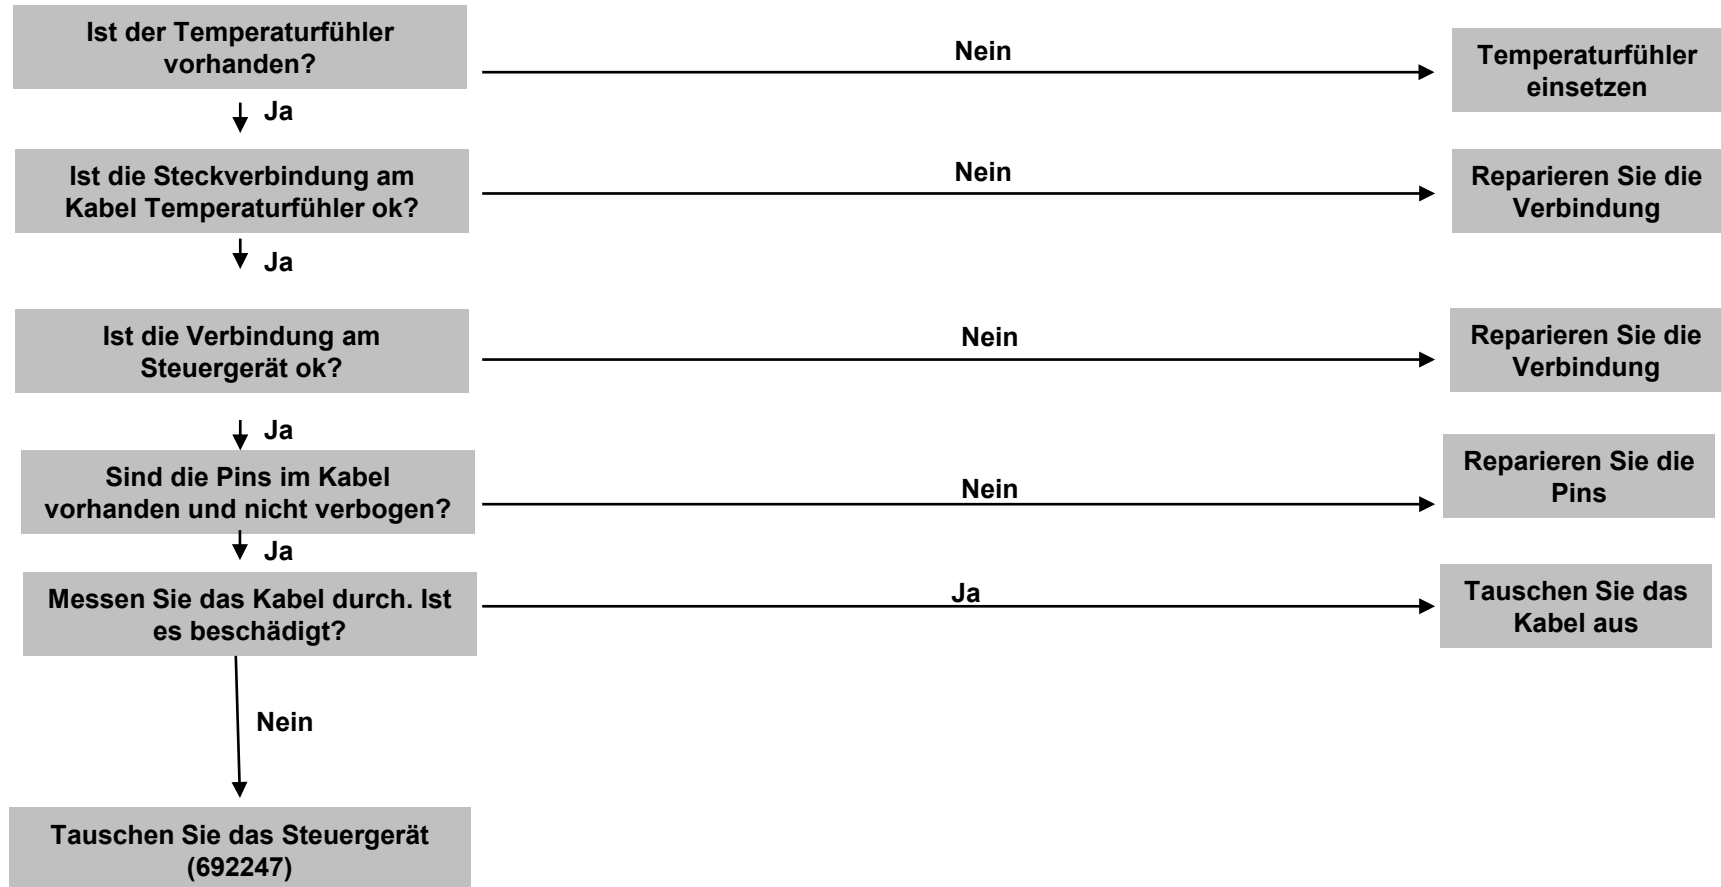 Ist der Temperaturfühler
vorhanden?
Nein
Temperaturfühler
einsetzen
Ja
Ist die Steckverbindung am
Kabel Temperaturfühler ok?
Nein
Reparieren Sie die
Verbindung
Ja
Ist die Verbindung am
Steuergerät ok?
Nein
Reparieren Sie die
Verbindung
Ja
Sind die Pins im Kabel
vorhanden und nicht verbogen?
Nein
Reparieren Sie die
Pins
Ja
Messen Sie das Kabel durch. Ist
es beschädigt?
Ja
Tauschen Sie das
Kabel aus
Nein
Tauschen Sie das Steuergerät
(692247)